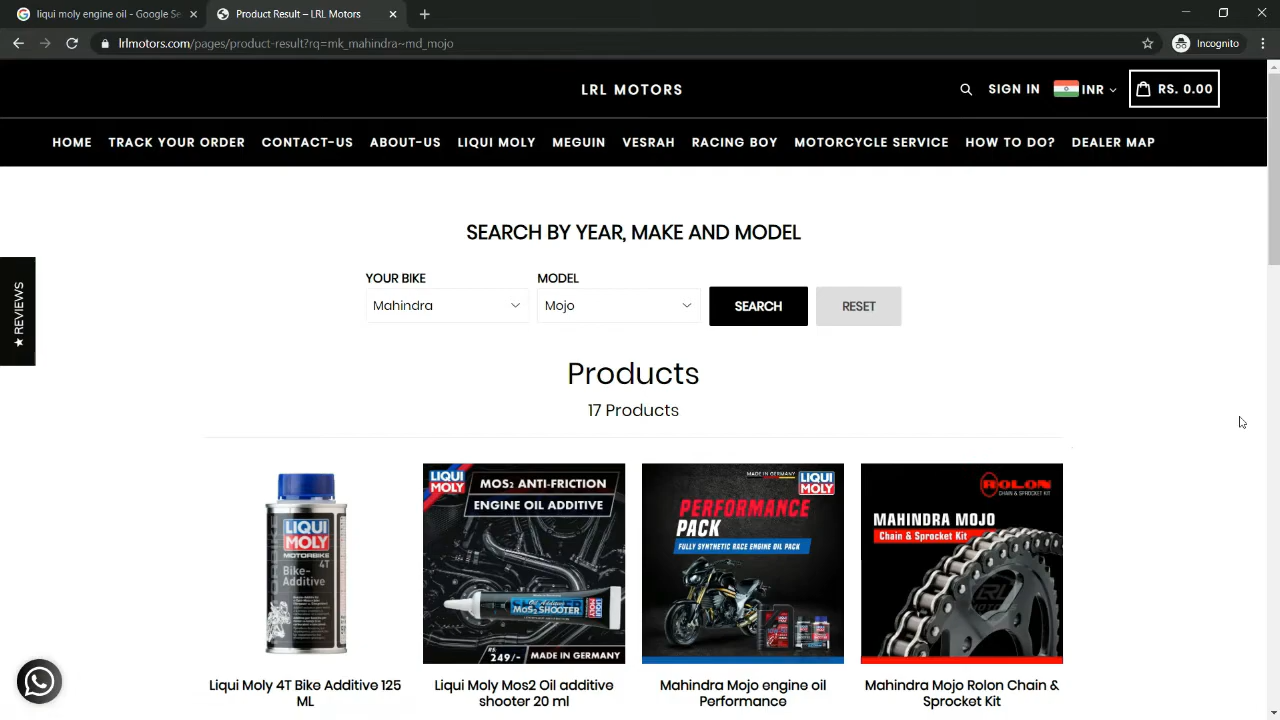 liqui moly engine oil - Google Se
Product Result – LRL Motors
lrlmotors.com/pages/product-result?rq=mk_mahindra~md_mojo
Incognito
LRL MOTORS
SIGN IN
INR
RS. 0.00
HOME
TRACK YOUR ORDER
CONTACT-US
ABOUT-US
LIQUI MOLY
MEGUIN
VESRAH
RACING BOY
MOTORCYCLE SERVICE
HOW TO DO?
DEALER MAP
★ REVIEWS
SEARCH BY YEAR, MAKE AND MODEL
YOUR BIKE
MODEL
Mahindra
Mojo
SEARCH
RESET
Products
17 Products
LIQUI
MOLY
MOTORBIKE
4T
Bike-
Additive
LIQUI
MOLY
MOS2 ANTI-FRICTION
ENGINE OIL ADDITIVE
Oil Additive
MoS2 SHOOTER
RS.
249/-
MADE IN GERMANY
MADE IN GERMANY
LIQUI
MOLY
PERFORMANCE
PACK
FULLY SYNTHETIC RACE ENGINE OIL PACK
ROLON
CHAIN & SPROCKET KIT
MAHINDRA MOJO
Chain & Sprocket Kit
Liqui Moly 4T Bike Additive 125
ML
Liqui Moly Mos2 Oil additive
shooter 20 ml
Mahindra Mojo engine oil
Performance
Mahindra Mojo Rolon Chain &
Sprocket Kit